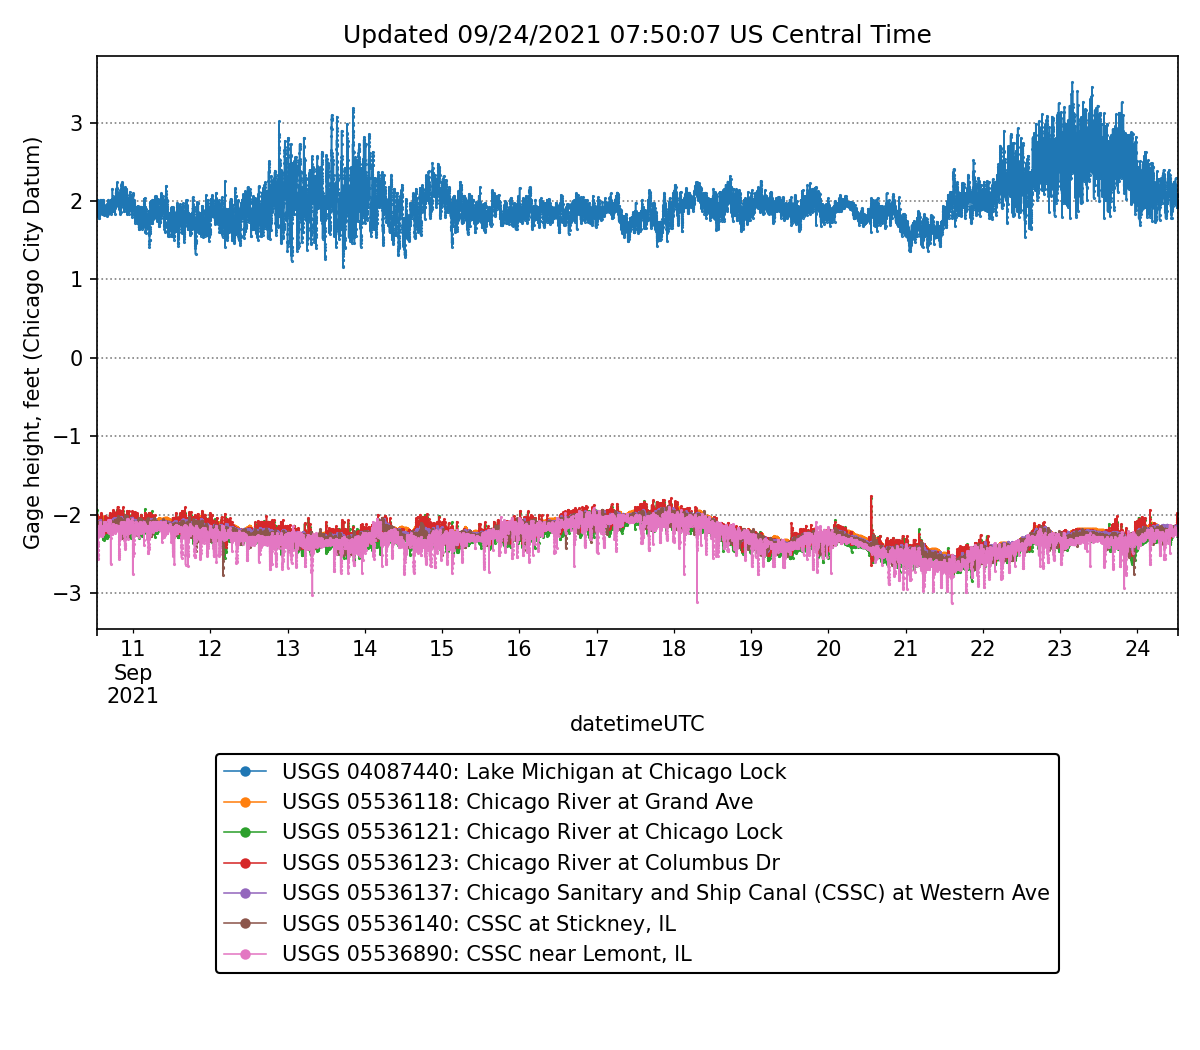 Updated 09/24/2021 07:50:07 US Central Time
Gage height, feet (Chicago City Datum)
3
2
1
0
−1
−2
−3
11 12 13 14 15 16 17 18 19 20 21 22 23 24
Sep
2021
datetimeUTC
USGS 04087440: Lake Michigan at Chicago Lock
USGS 05536118: Chicago River at Grand Ave
USGS 05536121: Chicago River at Chicago Lock
USGS 05536123: Chicago River at Columbus Dr
USGS 05536137: Chicago Sanitary and Ship Canal (CSSC) at Western Ave
USGS 05536140: CSSC at Stickney, IL
USGS 05536890: CSSC near Lemont, IL